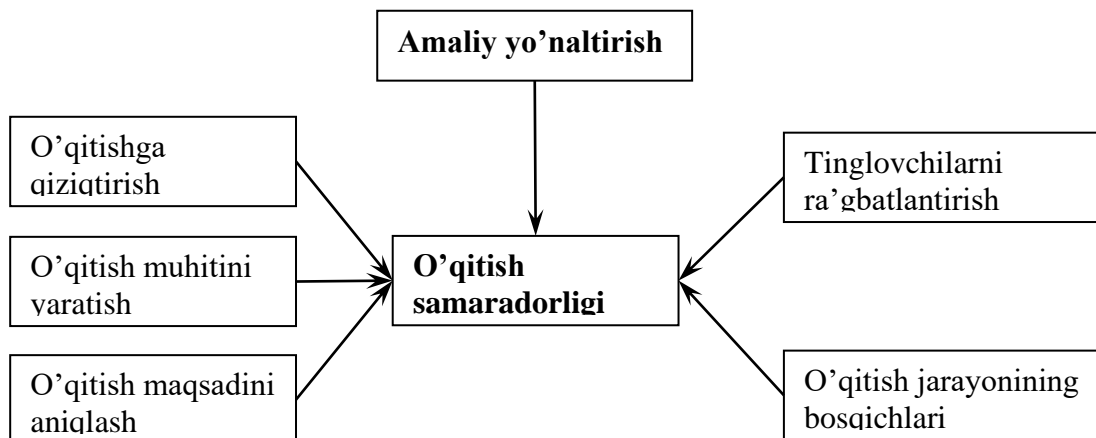 Amaliy yo’naltirish
O’qitishga
qiziqtirish
Tinglovchilarni
ra’gbatlantirish
O’qitish muhitini
yaratish
O’qitish
samaradorligi
O’qitish maqsadini
aniqlash
O’qitish jarayonining
bosqichlari